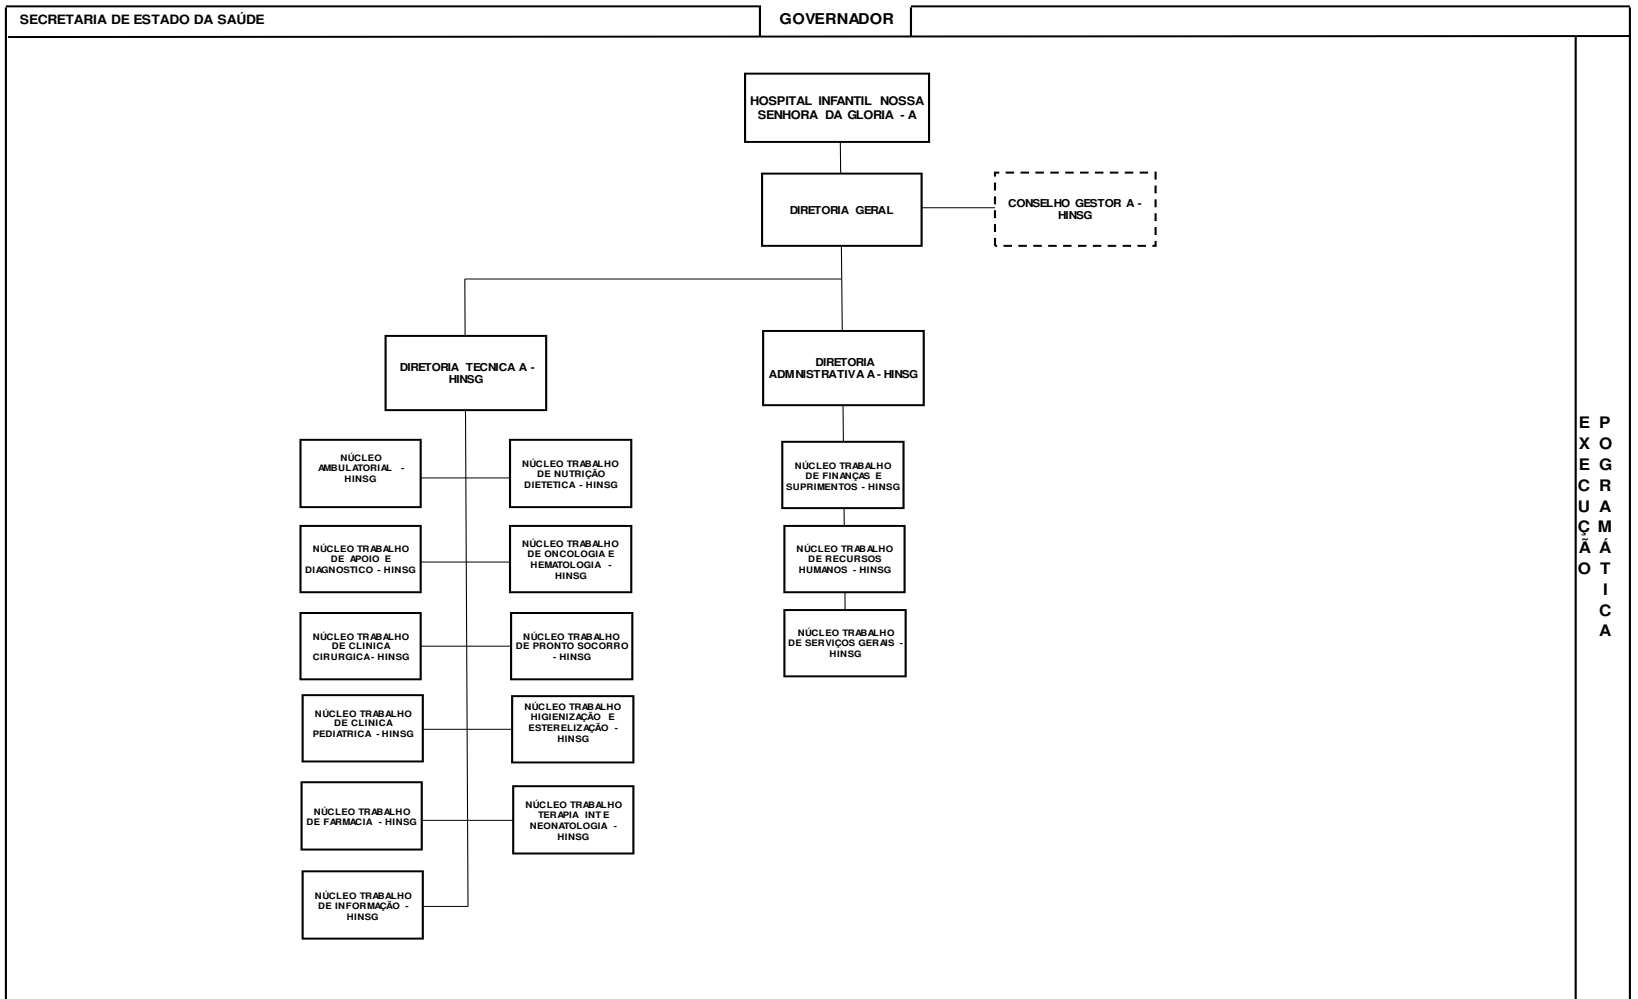 SECRETARIA DE ESTADO DA SAÚDE
GOVERNADOR
HOSPITAL INFANTIL NOSSA
SENHORA DA GLORIA - A
DIRETORIA GERAL
CONSELHO GESTOR A -
HINSG
DIRETORIA TECNICA A -
HINSG
DIRETORIA
ADMNISTRATIVA A - HINSG
NÚCLEO
AMBULATORIAL -
HINSG
NÚCLEO TRABALHO
DE NUTRIÇÃO
DIETETICA - HINSG
NÚCLEO TRABALHO
DE FINANÇAS E
SUPRIMENTOS - HINSG
NÚCLEO TRABALHO
DE APOIO E
DIAGNOSTICO - HINSG
NÚCLEO TRABALHO
DE ONCOLOGIA E
HEMATOLOGIA -
HINSG
NÚCLEO TRABALHO
DE RECURSOS
HUMANOS - HINSG
NÚCLEO TRABALHO
DE CLINICA
CIRURGICA- HINSG
NÚCLEO TRABALHO
DE PRONTO SOCORRO
- HINSG
NÚCLEO TRABALHO
DE SERVIÇOS GERAIS -
HINSG
NÚCLEO TRABALHO
DE CLINICA
PEDIATRICA - HINSG
NÚCLEO TRABALHO
HIGIENIZAÇÃO E
ESTERELIZAÇÃO -
HINSG
NÚCLEO TRABALHO
DE FARMACIA - HINSG
NÚCLEO TRABALHO
TERAPIA INT E
NEONATOLOGIA -
HINSG
NÚCLEO TRABALHO
DE INFORMAÇÃO -
HINSG
EXECUÇÃO
POGRAMÁTICA